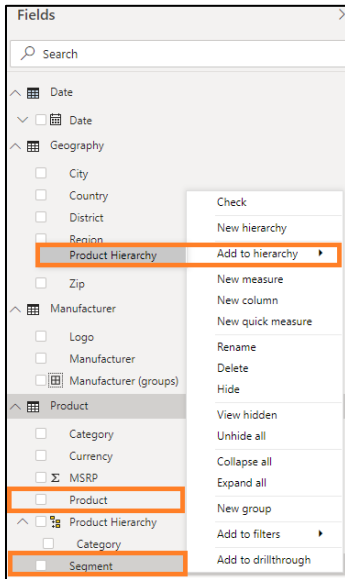 Fields
Search
Date
Date
Geography
City
Country
District
Region
Product Hierarchy
Zip
Manufacturer
Logo
Manufacturer
Manufacturer (groups)
Product
Category
Currency
Σ MSRP
Product
Product Hierarchy
Category
Segment
Check
New hierarchy
Add to hierarchy
New measure
New column
New quick measure
Rename
Delete
Hide
View hidden
Unhide all
Collapse all
Expand all
New group
Add to filters
Add to drillthrough